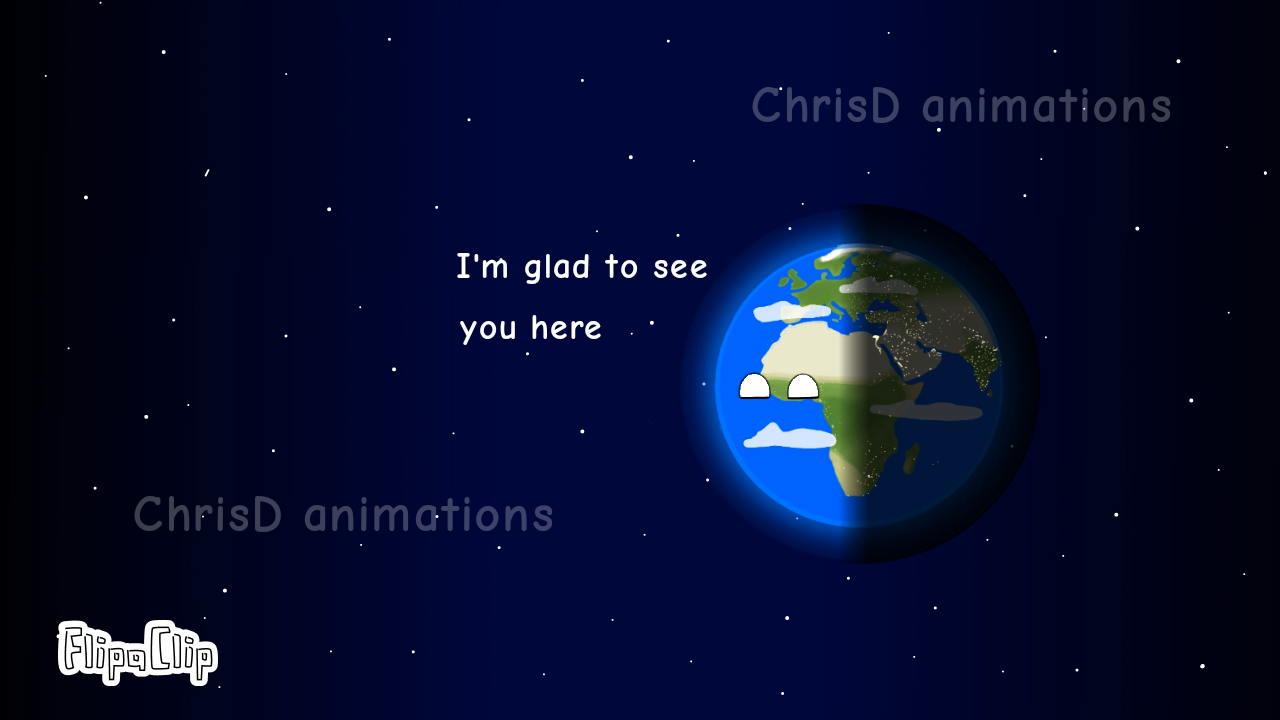 ChrisD animations
I'm glad to see
you here
ChrisD animations
FlipaClip